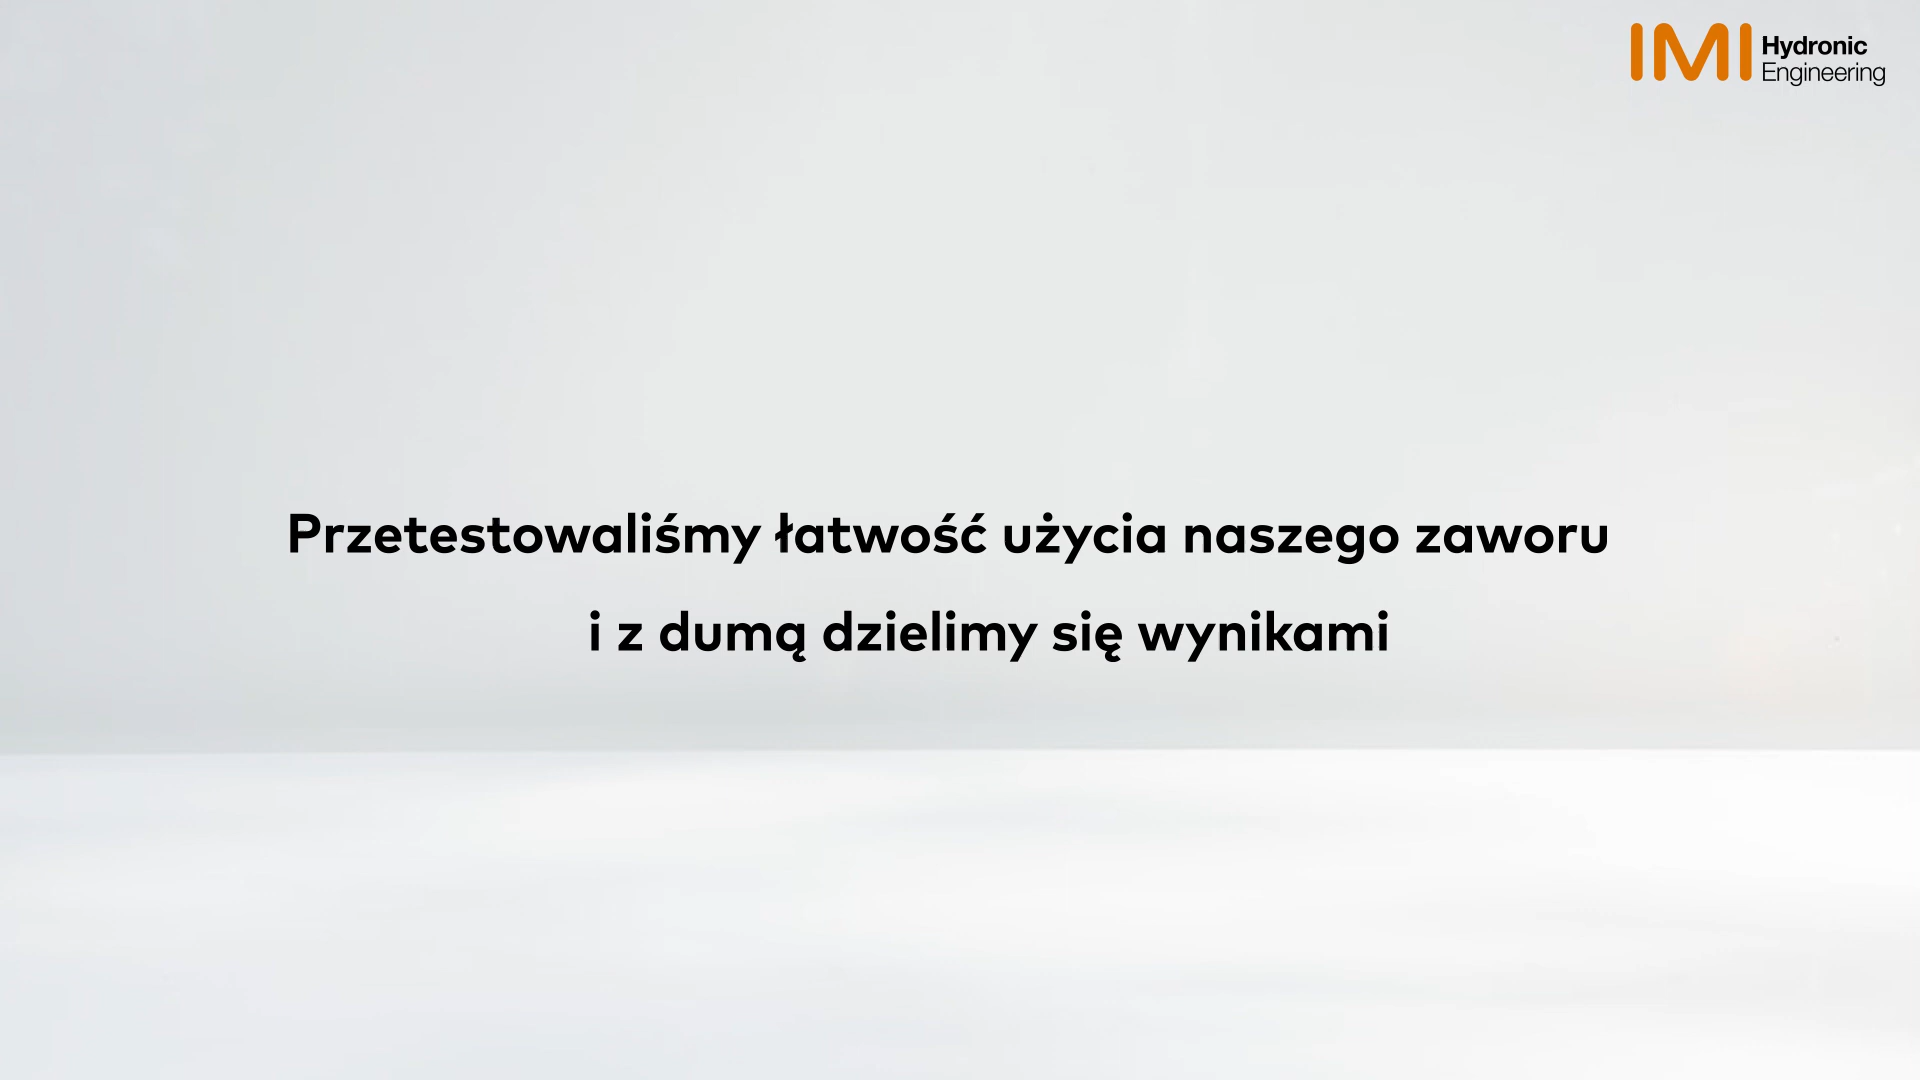 IMI Hydronic
Engineering
Przetestowaliśmy łatwość użycia naszego zaworu
i z dumą dzielimy się wynikami